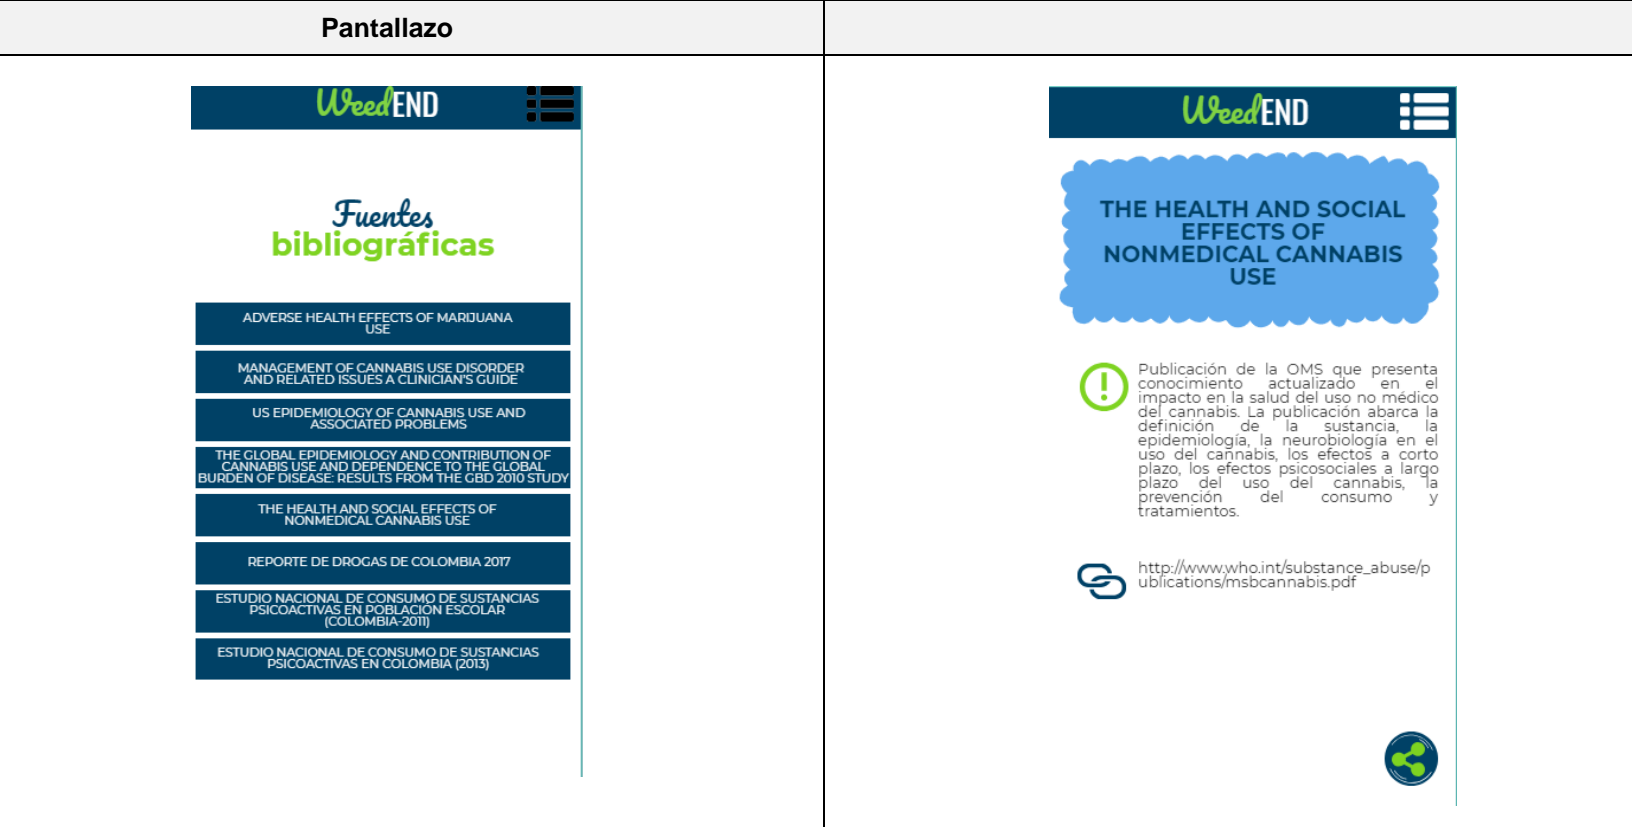 Pantallazo
WeedEND
Fuentes
bibliográficas
ADVERSE HEALTH EFFECTS OF MARIJUANA
USE
MANAGEMENT OF CANNABIS USE DISORDER
AND RELATED ISSUES A CLINICIAN'S GUIDE
US EPIDEMIOLOGY OF CANNABIS USE AND
ASSOCIATED PROBLEMS
THE GLOBAL EPIDEMIOLOGY AND CONTRIBUTION OF
CANNABIS USE AND DEPENDENCE TO THE GLOBAL
BURDEN OF DISEASE: RESULTS FROM THE GBD 2010 STUDY
THE HEALTH AND SOCIAL EFFECTS OF
NONMEDICAL CANNABIS USE
REPORTE DE DROGAS DE COLOMBIA 2017
ESTUDIO NACIONAL DE CONSUMO DE SUSTANCIAS
PSICOACTIVAS EN POBLACIÓN ESCOLAR
(COLOMBIA-2011)
ESTUDIO NACIONAL DE CONSUMO DE SUSTANCIAS
PSICOACTIVAS EN COLOMBIA (2013)
WeedEND
THE HEALTH AND SOCIAL
EFFECTS OF
NONMEDICAL CANNABIS
USE
Publicación de la OMS que presenta
conocimiento actualizado en el
impacto en la salud del uso no médico
del cannabis. La publicación abarca la
definición de la sustancia, la
epidemiología, la neurobiología en el
uso del cannabis, los efectos a corto
plazo, los efectos psicosociales a largo
plazo del uso del cannabis, la
prevención del consumo y
tratamientos.
http://www.who.int/substance_abuse/p
ublications/msbcannabis.pdf